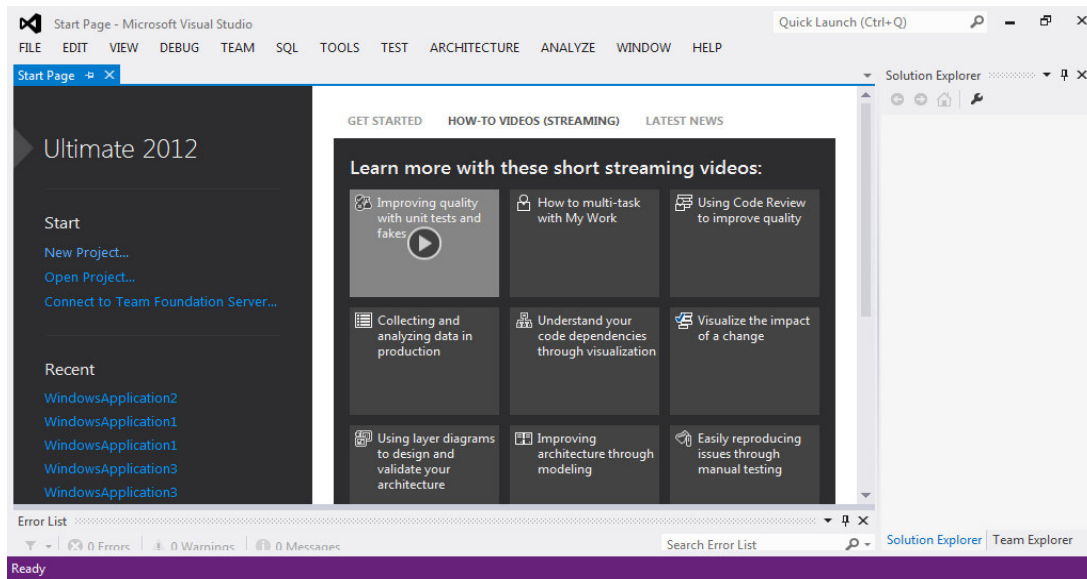 Start Page - Microsoft Visual Studio
Quick Launch (Ctrl+Q)
FILE EDIT VIEW DEBUG TEAM SQL TOOLS TEST ARCHITECTURE ANALYZE WINDOW HELP
Start Page
Solution Explorer
GET STARTED HOW-TO VIDEOS (STREAMING) LATEST NEWS
Ultimate 2012
Start
New Project...
Open Project...
Connect to Team Foundation Server...
Recent
WindowsApplication2
WindowsApplication1
WindowsApplication1
WindowsApplication3
WindowsApplication3
Learn more with these short streaming videos:
Improving quality
with unit tests and
fakes
How to multi-task
with My Work
Using Code Review
to improve quality
Collecting and
analyzing data in
production
Understand your
code dependencies
through visualization
Visualize the impact
of a change
Using layer diagrams
to design and
validate your
architecture
Improving
architecture through
modeling
Easily reproducing
issues through
manual testing
Error List
0 Errors 0 Warnings 0 Messages
Search Error List
Solution Explorer Team Explorer
Ready